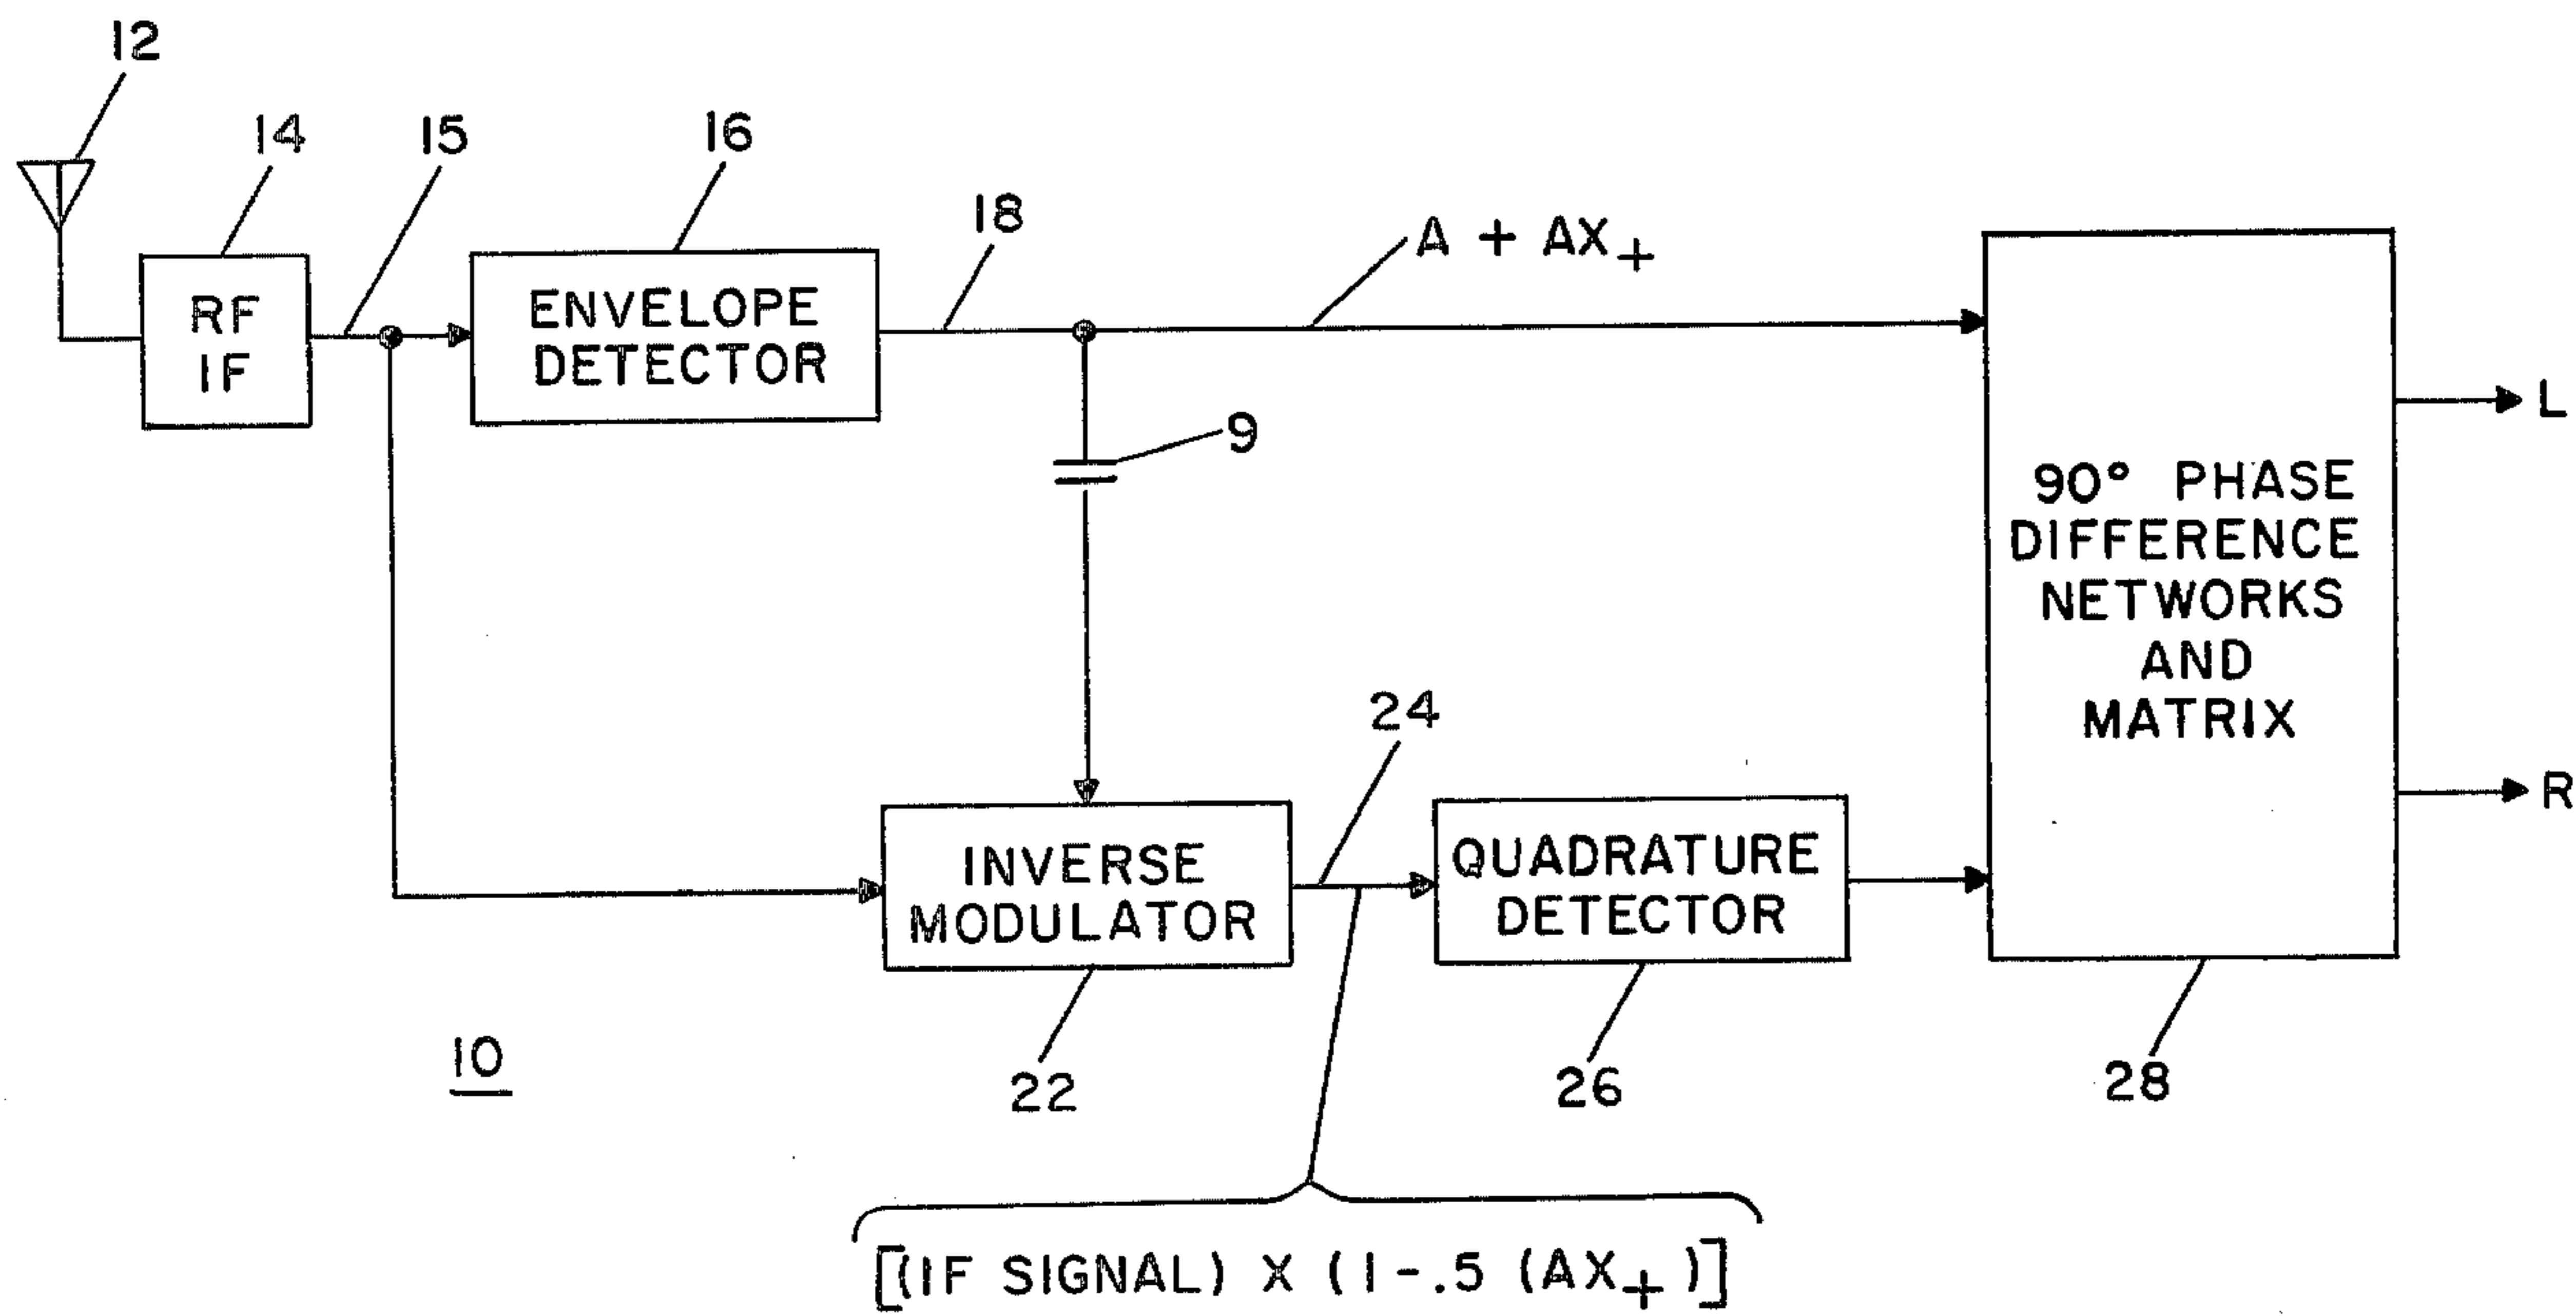 12
14
15
16
18
A + AX+
RF
IF
ENVELOPE
DETECTOR
9
L
90° PHASE
DIFFERENCE
NETWORKS
AND
MATRIX
24
R
INVERSE
MODULATOR
QUADRATURE
DETECTOR
10
22
26
28
[(IF SIGNAL) X (1-.5 (AX+)]